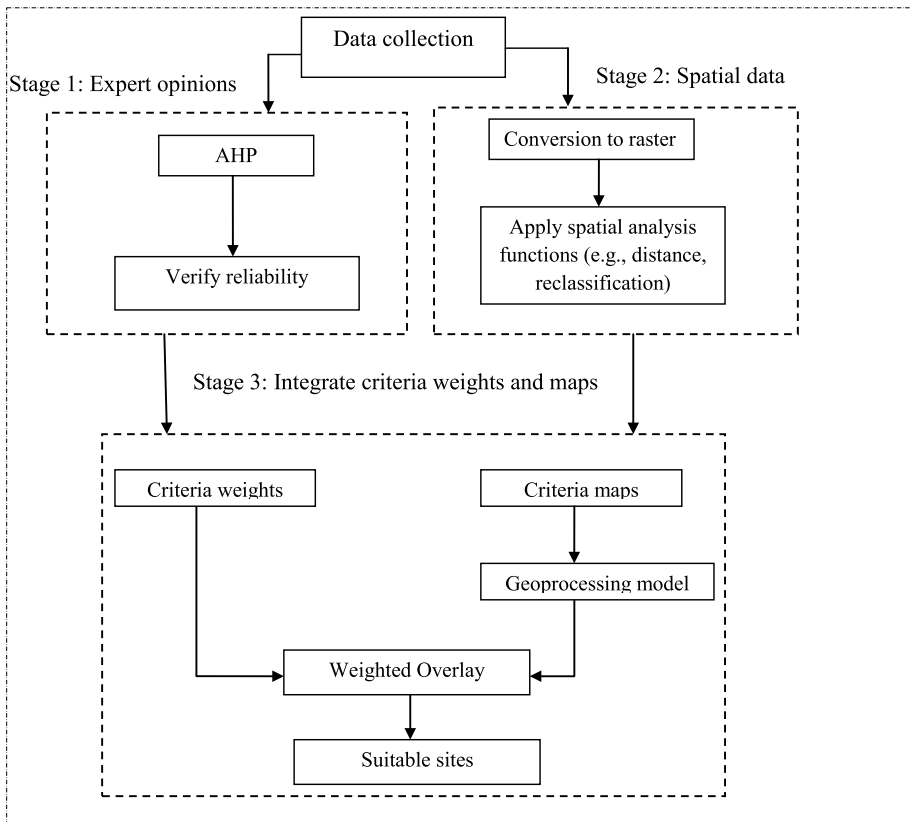 Data collection
Stage 1: Expert opinions
Stage 2: Spatial data
AHP
Verify reliability
Conversion to raster
Apply spatial analysis
functions (e.g., distance,
reclassification)
Stage 3: Integrate criteria weights and maps
Criteria weights
Criteria maps
Geoprocessing model
Weighted Overlay
Suitable sites